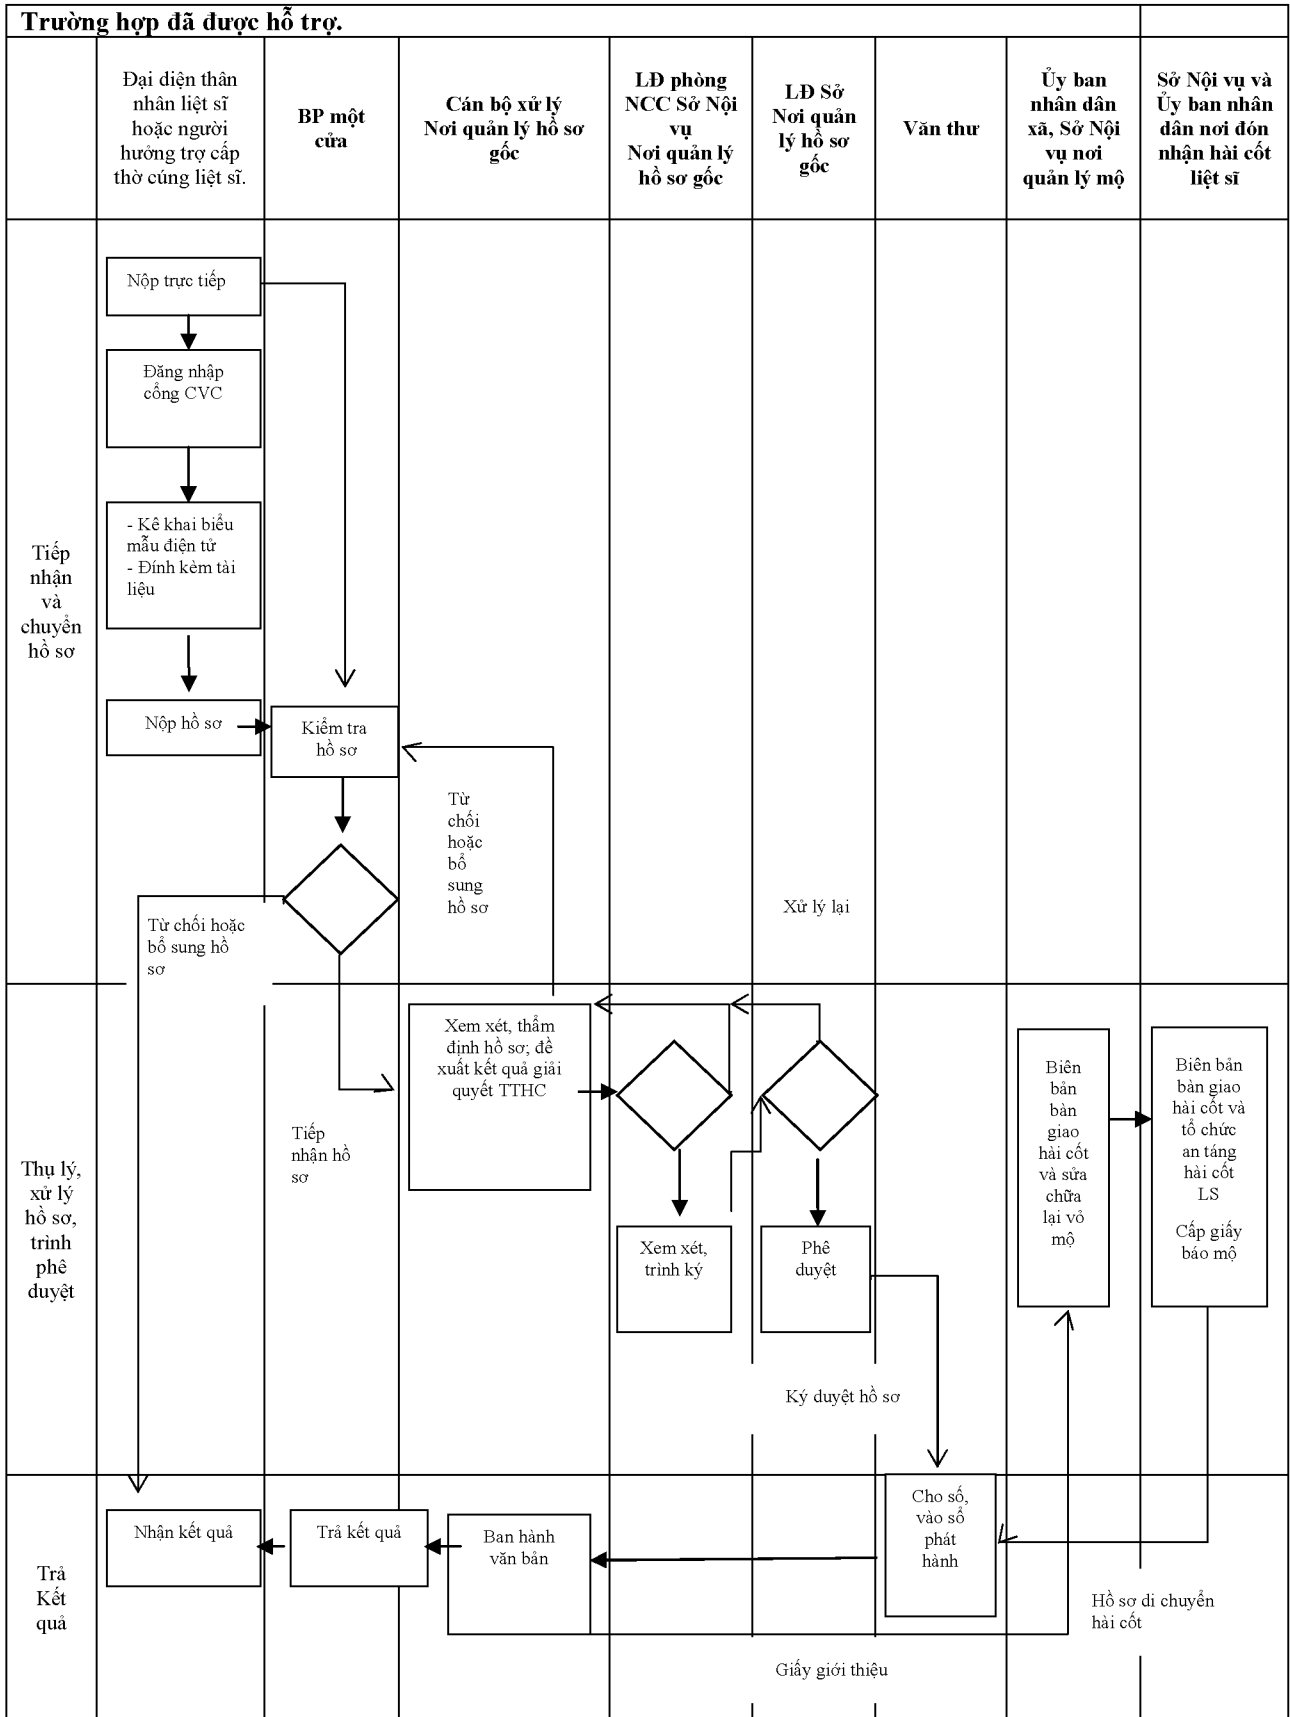 Trường hợp đã được hỗ trợ.
Đại diện thân
nhân liệt sĩ
hoặc người
hưởng trợ cấp
thờ cúng liệt sĩ.
BP một
cửa
Cán bộ xử lý
Nơi quản lý hồ sơ
gốc
LĐ phòng
NCC Sở Nội
vụ
Nơi quản lý
hồ sơ gốc
LĐ Sở
Nơi quản
lý hồ sơ
gốc
Văn thư
Ủy ban
nhân dân
xã, Sở Nội
vụ nơi
quản lý mộ
Sở Nội vụ và
Ủy ban nhân
dân nơi đón
nhận hài cốt
liệt sĩ
Tiếp
nhận
và
chuyển
hồ sơ
Nộp trực tiếp
Đăng nhập
cổng CVC
- Kê khai biểu
mẫu điện tử
- Đính kèm tài
liệu
Nộp hồ sơ
Kiểm tra
hồ sơ
Từ
chối
hoặc
bổ
sung
hồ sơ
Xử lý lại
Từ chối hoặc
bổ sung hồ
sơ
Thụ lý,
xử lý
hồ sơ,
trình
phê
duyệt
Tiếp
nhận hồ
sơ
Xem xét, thẩm
định hồ sơ; đề
xuất kết quả giải
quyết TTHC
Xem xét,
trình ký
Phê
duyệt
Biên
bản
bàn
giao
hài cốt
và sửa
chữa
lại vỏ
mộ
Biên bản
bàn giao
hài cốt và
tổ chức
an táng
hài cốt
LS
Cấp giấy
báo mộ
Ký duyệt hồ sơ
Trả
Kết
quả
Nhận kết quả
Trả kết quả
Ban hành
văn bản
Cho số,
vào sổ
phát
hành
Hồ sơ di chuyển
hài cốt
Giấy giới thiệu